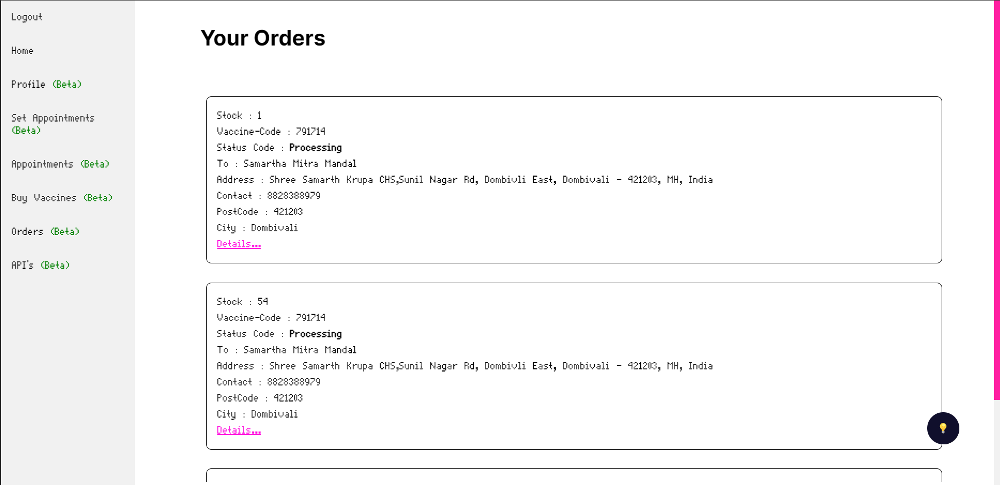 Logout
Home
Profile (Beta)
Set Appointments
(Beta)
Appointments (Beta)
Buy Vaccines (Beta)
Orders (Beta)
API's (Beta)
Your Orders
Stock : 1
Vaccine-Code : 791714
Status Code : Processing
To : Samartha Mitra Mandal
Address : Shree Samarth Krupa CHS,Sunil Nagar Rd, Dombivli East, Dombivali - 421203, MH, India
Contact : 8828388979
PostCode : 421203
City : Dombivali
Details...
Stock : 54
Vaccine-Code : 791714
Status Code : Processing
To : Samartha Mitra Mandal
Address : Shree Samarth Krupa CHS,Sunil Nagar Rd, Dombivli East, Dombivali - 421203, MH, India
Contact : 8828388979
PostCode : 421203
City : Dombivali
Details...